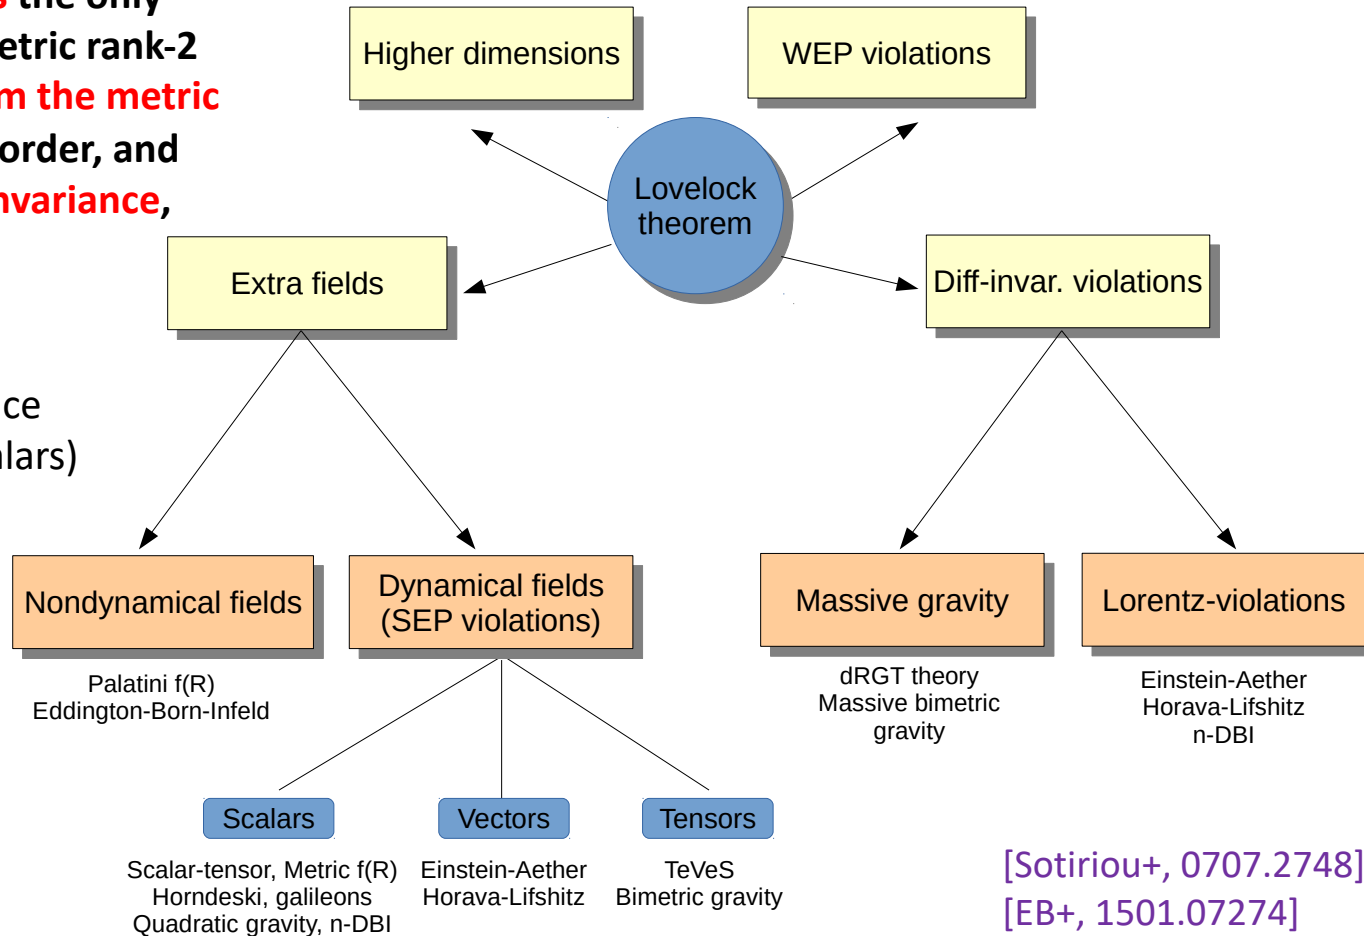 s the only
etric rank-2
m the metric
order, and
nvariance,
ce
alars)
Higher dimensions
WEP violations
Lovelock
theorem
Extra fields
Diff-invar. violations
Nondynamical fields
Palatini f(R)
Eddington-Born-Infeld
Dynamical fields
(SEP violations)
Massive gravity
dRGT theory
Massive bimetric
gravity
Lorentz-violations
Einstein-Aether
Horava-Lifshitz
n-DBI
Scalars
Scalar-tensor, Metric f(R)
Horndeski, galileons
Quadratic gravity, n-DBI
Vectors
Einstein-Aether
Horava-Lifshitz
Tensors
TeVeS
Bimetric gravity
[Sotiriou+, 0707.2748]
[EB+, 1501.07274]